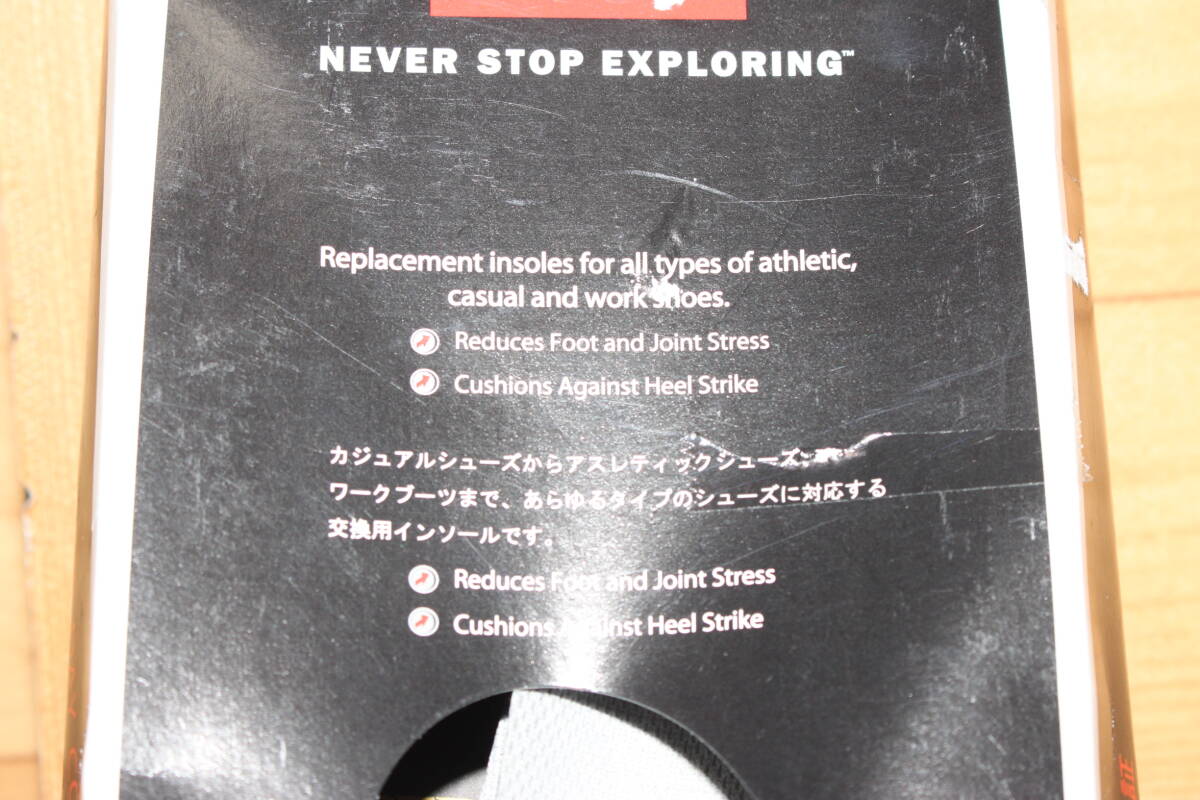 NEVER STOP EXPLORING™
Replacement insoles for all types of athletic,
casual and work shoes.
Reduces Foot and Joint Stress
Cushions Against Heel Strike
カジュアルシューズからアスレティックシューズ、
ワークブーツまで、あらゆるタイプのシューズに対応する
交換用インソールです。
Reduces Foot and Joint Stress
Cushions Against Heel Strike